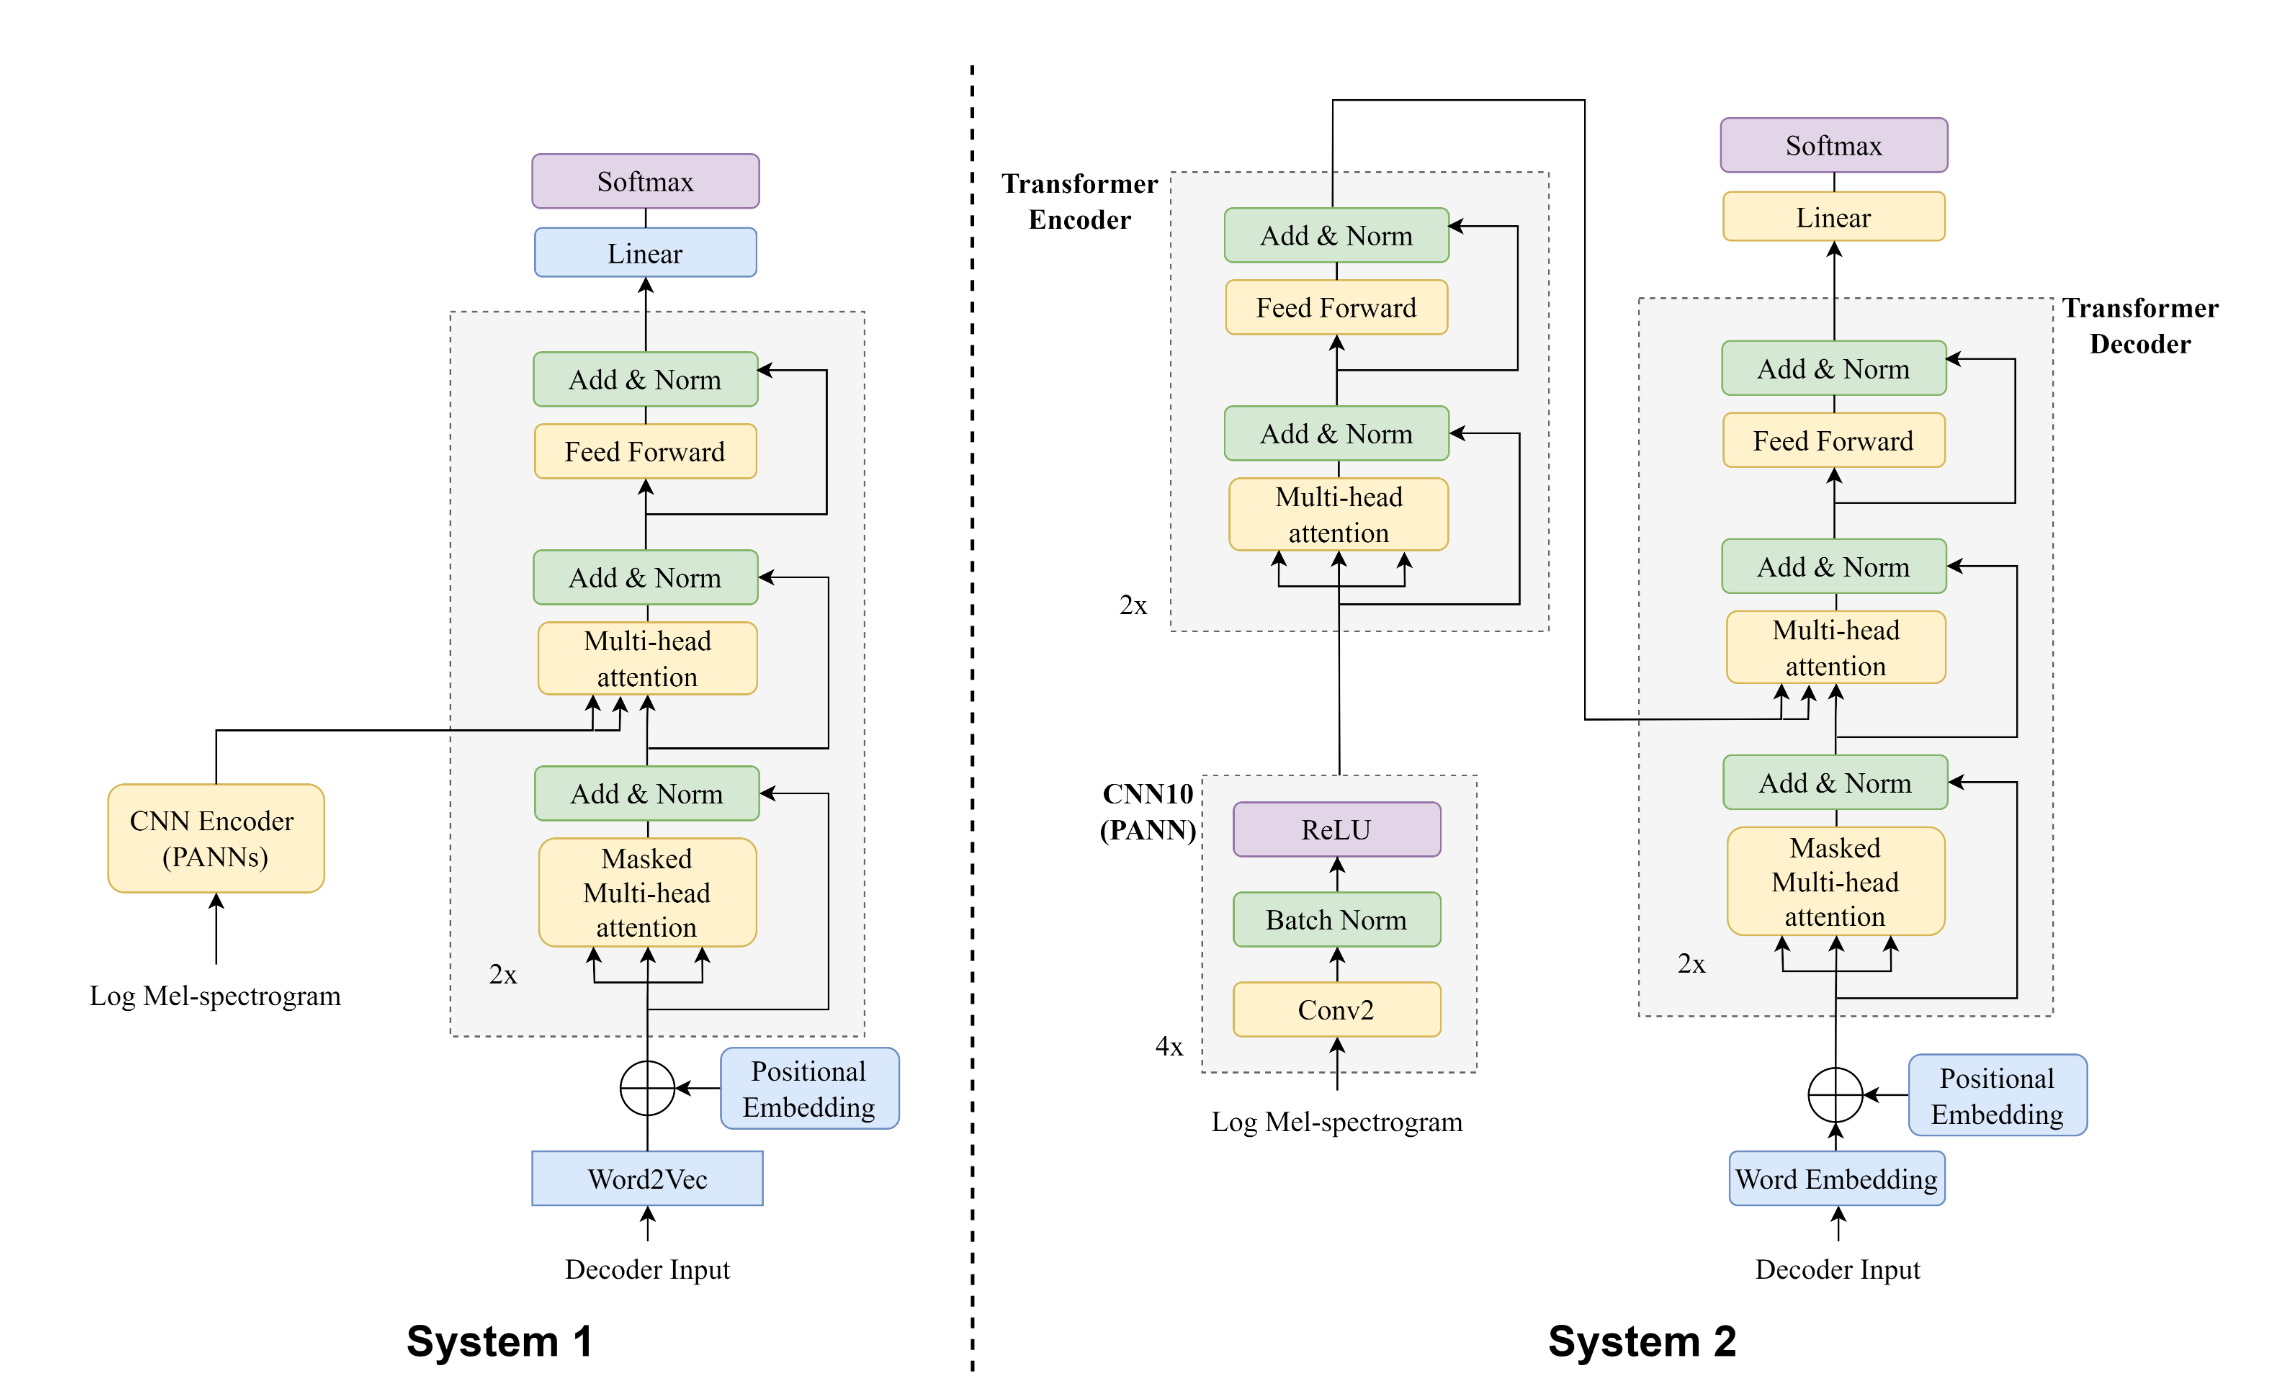 Softmax
Linear
Add & Norm
Feed Forward
Add & Norm
Multi-head
attention
Add & Norm
Masked
Multi-head
attention
2x
CNN Encoder
(PANNs)
Log Mel-spectrogram
Positional
Embedding
Word2Vec
Decoder Input
System 1
Transformer
Encoder
Add & Norm
Feed Forward
Add & Norm
Multi-head
attention
2x
CNN10
(PANN)
ReLU
Batch Norm
Conv2
4x
Log Mel-spectrogram
Softmax
Linear
Transformer
Decoder
Add & Norm
Feed Forward
Add & Norm
Multi-head
attention
Add & Norm
Masked
Multi-head
attention
2x
Positional
Embedding
Word Embedding
Decoder Input
System 2